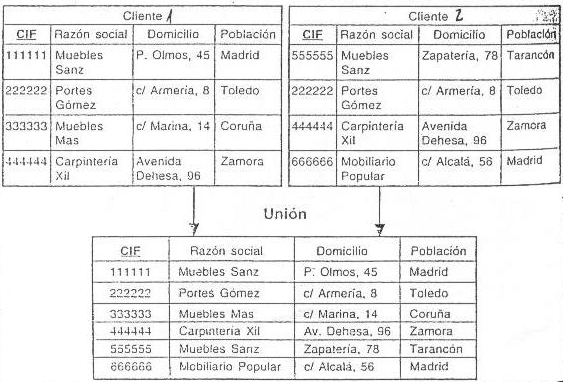 Cliente 1
CIF Razón social Domicilio Población
111111 Muebles Sanz P. Olmos, 45 Madrid
222222 Portes Gómez c/ Armería, 8 Toledo
333333 Muebles Mas c/ Marina, 14 Coruña
444444 Carpintería Xil Avenida Dehesa, 96 Zamora
Cliente 2
CIF Razón social Domicilio Población
555555 Muebles Sanz Zapatería, 78 Tarancón
222222 Portes Gómez c/ Armería, 8 Toledo
444444 Carpintería Xil Avenida Dehesa, 96 Zamora
666666 Mobiliario Popular c/ Alcalá, 56 Madrid
Unión
CIF Razón social Domicilio Población
111111 Muebles Sanz P. Olmos, 45 Madrid
222222 Portes Gómez c/ Armería, 8 Toledo
333333 Muebles Mas c/ Marina, 14 Coruña
444444 Carpintería Xil Av. Dehesa, 96 Zamora
555555 Muebles Sanz Zapatería, 78 Tarancón
666666 Mobiliario Popular c/ Alcalá, 56 Madrid